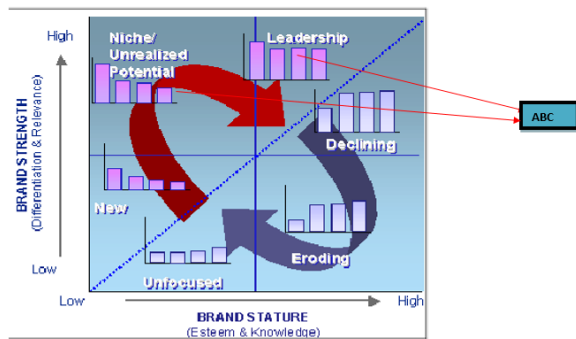 High
Niche/
Unrealized
Potential
Leadership
ABC
Declining
BRAND STRENGTH
(Differentiation & Relevance)
New
Eroding
Unfocused
Low
Low
High
BRAND STATURE
(Esteem & Knowledge)